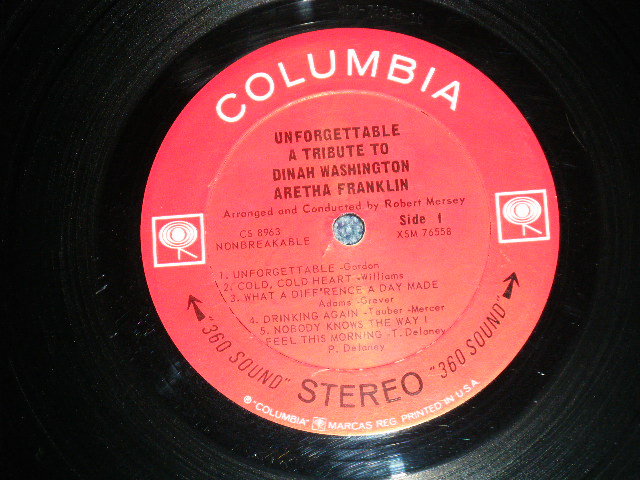 COLUMBIA
UNFORGETTABLE
A TRIBUTE TO
DINAH WASHINGTON
ARETHA FRANKLIN
Arranged and Conducted by Robert Mersey
CS 8963
NONBREAKABLE
Side 1
XSM 76558
1. UNFORGETTABLE -Gordon
2. COLD, COLD HEART -Williams
3. WHAT A DIFF'RENCE A DAY MADE
Adams -Grever
4. DRINKING AGAIN -Tauber -Mercer
5. NOBODY KNOWS THE WAY I
FEEL THIS MORNING -T. Delaney
P. Delaney
"360 SOUND" STEREO "360 SOUND"
℗ "COLUMBIA" MARCAS REG. PRINTED IN U.S.A.